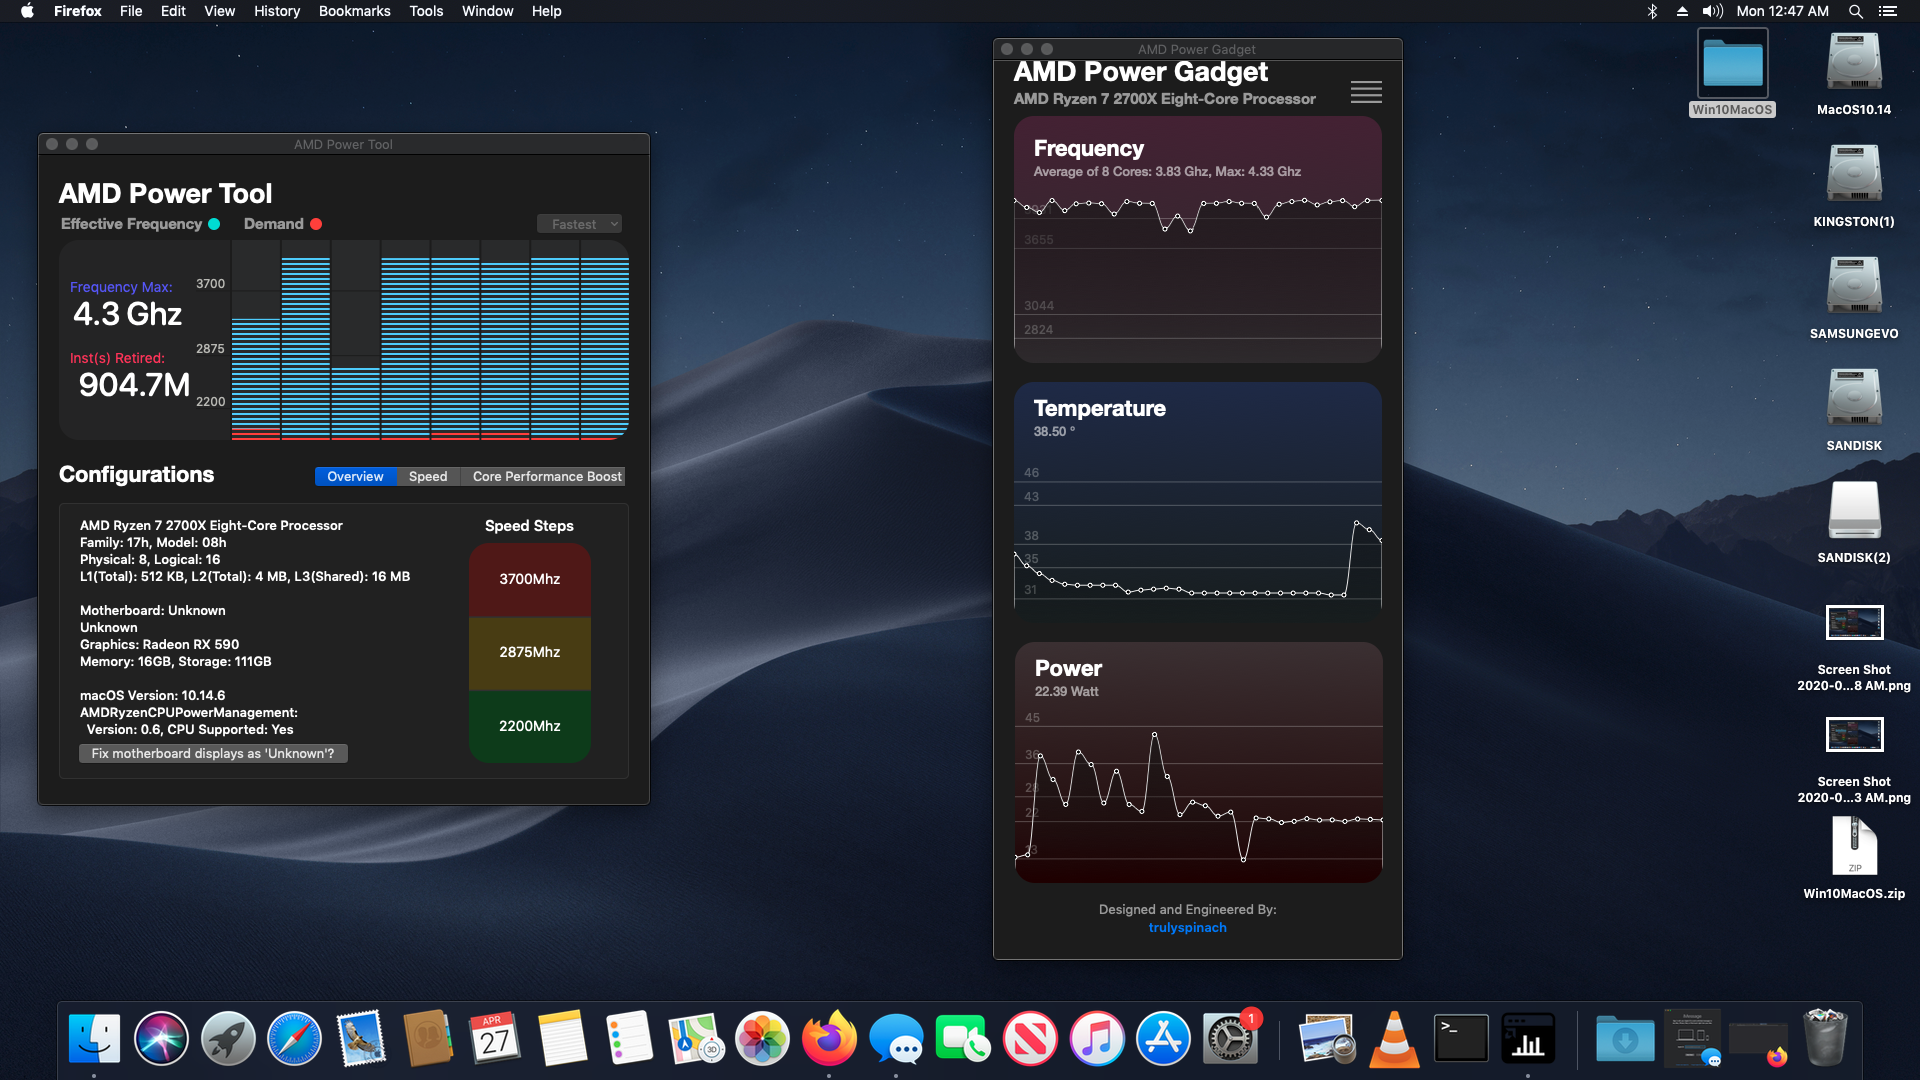 Firefox File Edit View History Bookmarks Tools Window Help
Mon 12:47 AM
AMD Power Tool
AMD Power Tool
Effective Frequency
Demand
Fastest
Frequency Max:
4.3 Ghz
Inst(s) Retired:
904.7M
3700
2875
2200
Configurations
Overview Speed Core Performance Boost
AMD Ryzen 7 2700X Eight-Core Processor
Family: 17h, Model: 08h
Physical: 8, Logical: 16
L1(Total): 512 KB, L2(Total): 4 MB, L3(Shared): 16 MB
Motherboard: Unknown
Unknown
Graphics: Radeon RX 590
Memory: 16GB, Storage: 111GB
macOS Version: 10.14.6
AMDRyzenCPUPowerManagement:
Version: 0.6, CPU Supported: Yes
Fix motherboard displays as 'Unknown'?
Speed Steps
3700Mhz
2875Mhz
2200Mhz
AMD Power Gadget
AMD Power Gadget
AMD Ryzen 7 2700X Eight-Core Processor
Frequency
Average of 8 Cores: 3.83 Ghz, Max: 4.33 Ghz
3655
3044
2824
Temperature
38.50 °
46
43
38
35
31
Power
22.39 Watt
45
36
28
22
13
Designed and Engineered By:
trulyspinach
Win10MacOS
MacOS10.14
KINGSTON(1)
SAMSUNGEVO
SANDISK
SANDISK(2)
Screen Shot
2020-0...8 AM.png
Screen Shot
2020-0...3 AM.png
ZIP
Win10MacOS.zip
APR
27
3D
1
>_